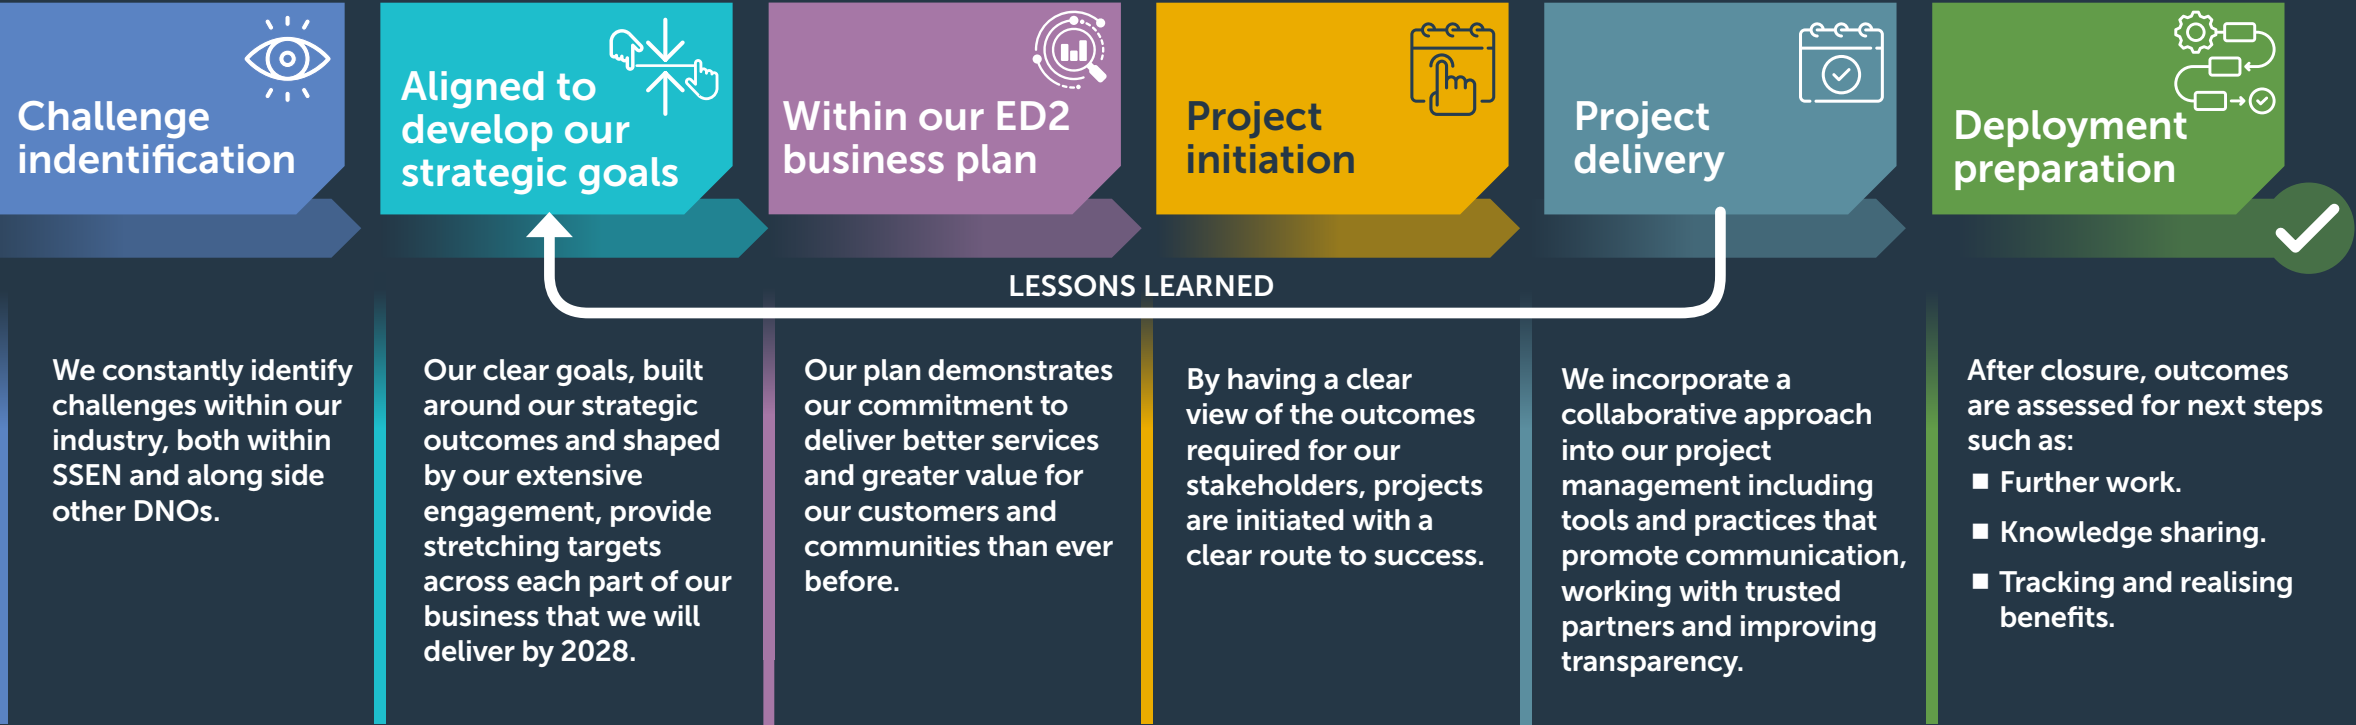 Challenge
indentification
Aligned to
develop our
strategic goals
Within our ED2
business plan
Project
initiation
Project
delivery
Deployment
preparation
LESSONS LEARNED
We constantly identify
challenges within our
industry, both within
SSEN and along side
other DNOs.
Our clear goals, built
around our strategic
outcomes and shaped
by our extensive
engagement, provide
stretching targets
across each part of our
business that we will
deliver by 2028.
Our plan demonstrates
our commitment to
deliver better services
and greater value for
our customers and
communities than ever
before.
By having a clear
view of the outcomes
required for our
stakeholders, projects
are initiated with a
clear route to success.
We incorporate a
collaborative approach
into our project
management including
tools and practices that
promote communication,
working with trusted
partners and improving
transparency.
After closure, outcomes
are assessed for next steps
such as:
■ Further work.
■ Knowledge sharing.
■ Tracking and realising
benefits.